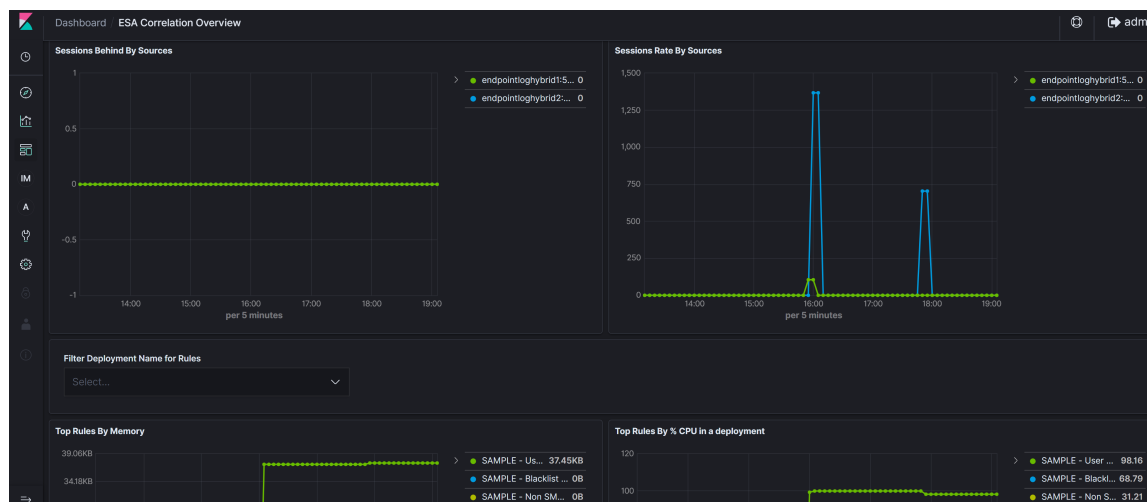 Dashboard / ESA Correlation Overview
adm
Sessions Behind By Sources
1
0.5
0
-0.5
-1
14:00 15:00 16:00 17:00 18:00 19:00
per 5 minutes
endpointloghybrid1:5... 0
endpointloghybrid2:... 0
Sessions Rate By Sources
1,500
1,250
1,000
750
500
250
0
14:00 15:00 16:00 17:00 18:00 19:00
per 5 minutes
endpointloghybrid1:5... 0
endpointloghybrid2:... 0
IM
A
Filter Deployment Name for Rules
Select...
Top Rules By Memory
39.06KB
34.18KB
SAMPLE - Us... 37.45KB
SAMPLE - Blacklist ... 0B
SAMPLE - Non SM... 0B
Top Rules By % CPU in a deployment
120
100
SAMPLE - User ... 98.16
SAMPLE - Blackl... 68.79
SAMPLE - Non S... 31.21